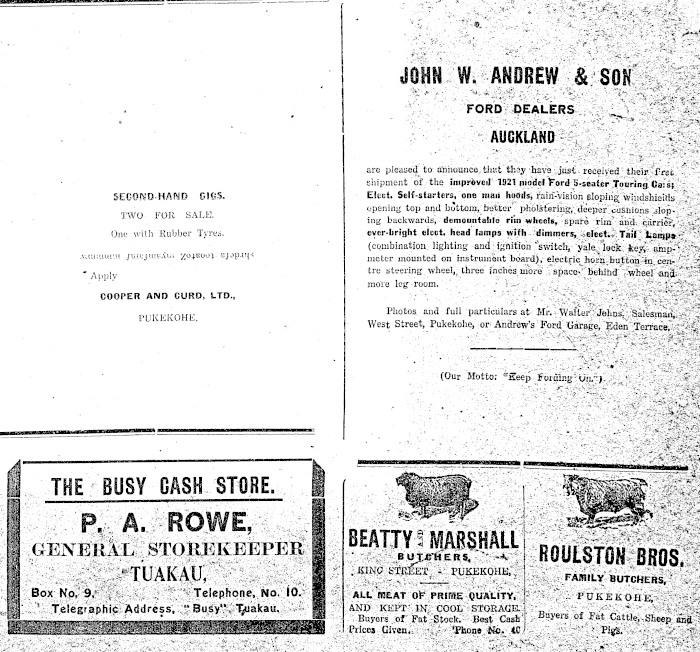 SECOND-HAND GIGS.
TWO FOR SALE.
One with Rubber Tyres.
Apply
COOPER AND CURD, LTD.,
PUKEKOHE.
JOHN W. ANDREW & SON
FORD DEALERS
AUCKLAND
are pleased to announce that they have just received their first
shipment of the improved 1921 model Ford 5-seater Touring Cars;
Elect. Self-starters, one man hoods, rain-vision sloping windshields
opening top and bottom, better pholstering, deeper cushions slop-
ing backwards, demountable rim wheels, spare rim and carrier,
ever-bright elect. head lamps with dimmers, elect. Tail Lamps
(combination lighting and ignition switch, yale lock key, amp-
meter mounted on instrument board), electric horn button in cen-
tre steering wheel, three inches more space behind wheel and
more leg room.
Photos and full particulars at Mr. Walter Johns, Salesman,
West Street, Pukekohe, or Andrew's Ford Garage, Eden Terrace.
(Our Motto: "Keep Fording On.")
THE BUSY CASH STORE.
P. A. ROWE,
GENERAL STOREKEEPER
TUAKAU,
Box No. 9. Telephone, No. 10.
Telegraphic Address, "Busy" Tuakau.
BEATTY & MARSHALL
BUTCHERS,
KING STREET - PUKEKOHE,
ALL MEAT OF PRIME QUALITY,
AND KEPT IN COOL STORAGE.
Buyers of Fat Stock. Best Cash
Prices Given. 'Phone No.
ROULSTON BROS.
FAMILY BUTCHERS,
PUKEKOHE,
Buyers of Fat Cattle, Sheep and
Pigs.